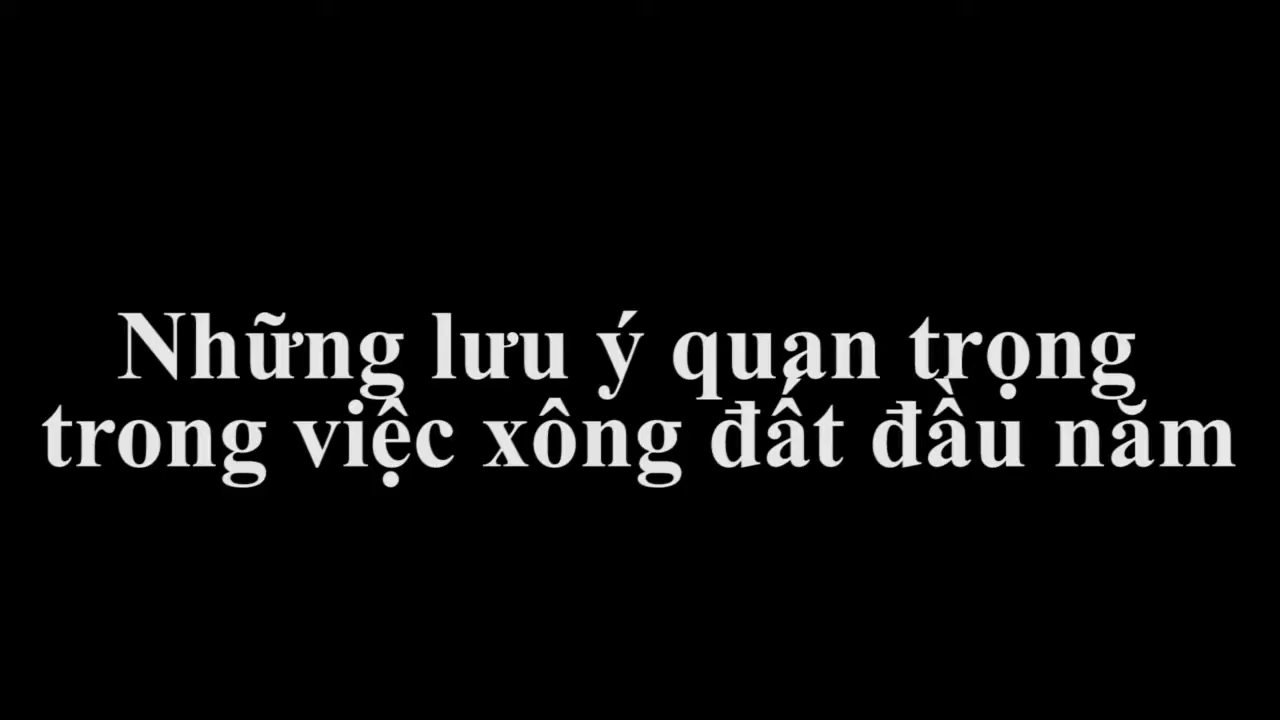 Những lưu ý quan trọng
trong việc xông đất đầu năm